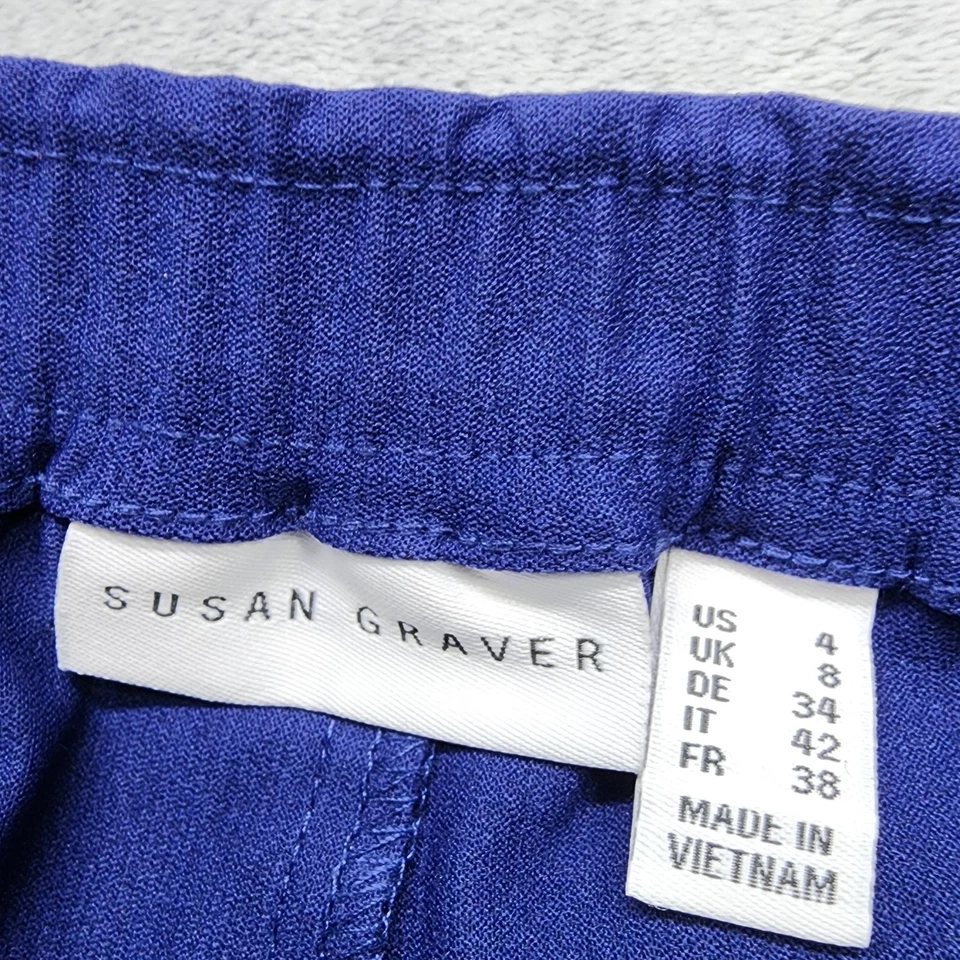 SUSAN GRAVER
US 4
UK 8
DE 34
IT 42
FR 38
MADE IN
VIETNAM